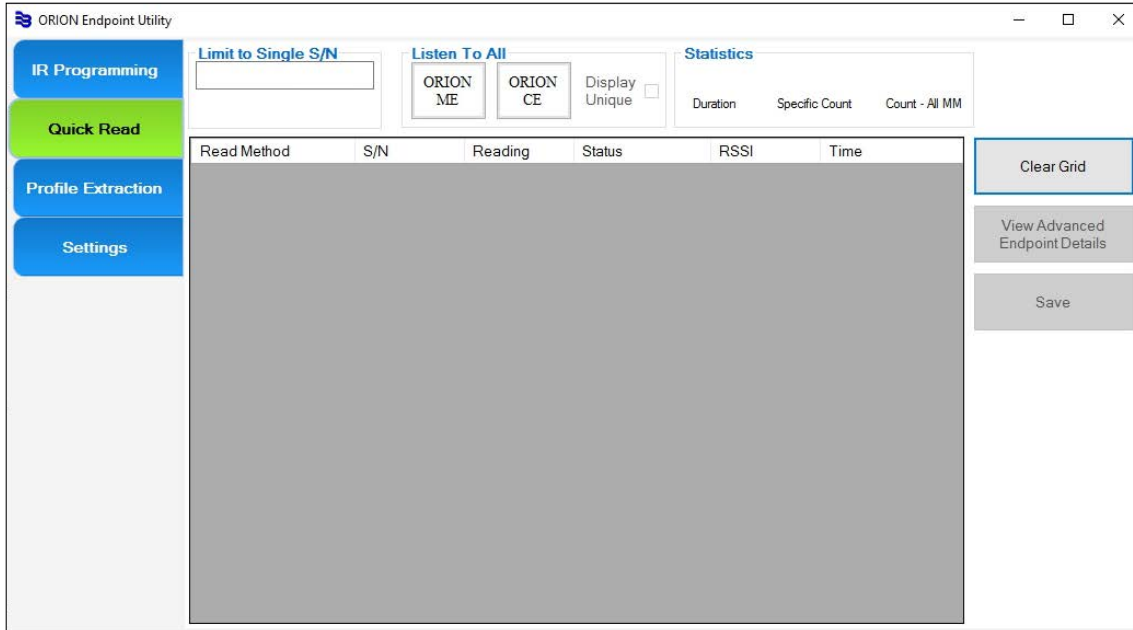 ORION Endpoint Utility
IR Programming
Quick Read
Profile Extraction
Settings
Limit to Single S/N
Listen To All
ORION
ME
ORION
CE
Display
Unique
Statistics
Duration Specific Count Count - All MM
Read Method S/N Reading Status RSSI Time
Clear Grid
View Advanced
Endpoint Details
Save